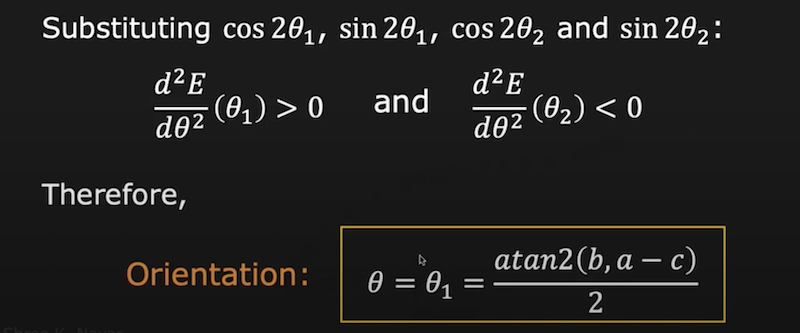 Substituting cos 2θ₁, sin 2θ₁, cos 2θ₂ and sin 2θ₂:
d²E/dθ² (θ₁) > 0 and d²E/dθ² (θ₂) < 0
Therefore,
Orientation: θ = θ₁ = atan2(b, a − c)/2